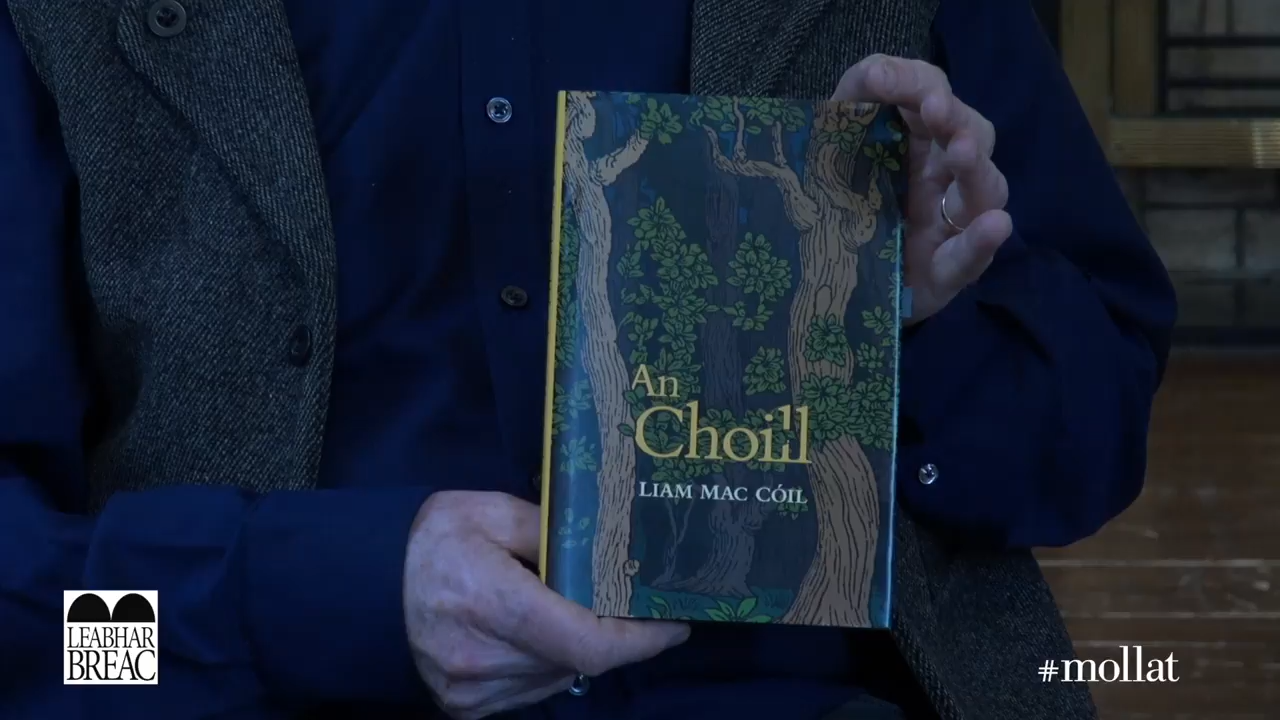 An
Choill
LIAM MAC CÓIL
LEABHAR
BREAC
#mollat